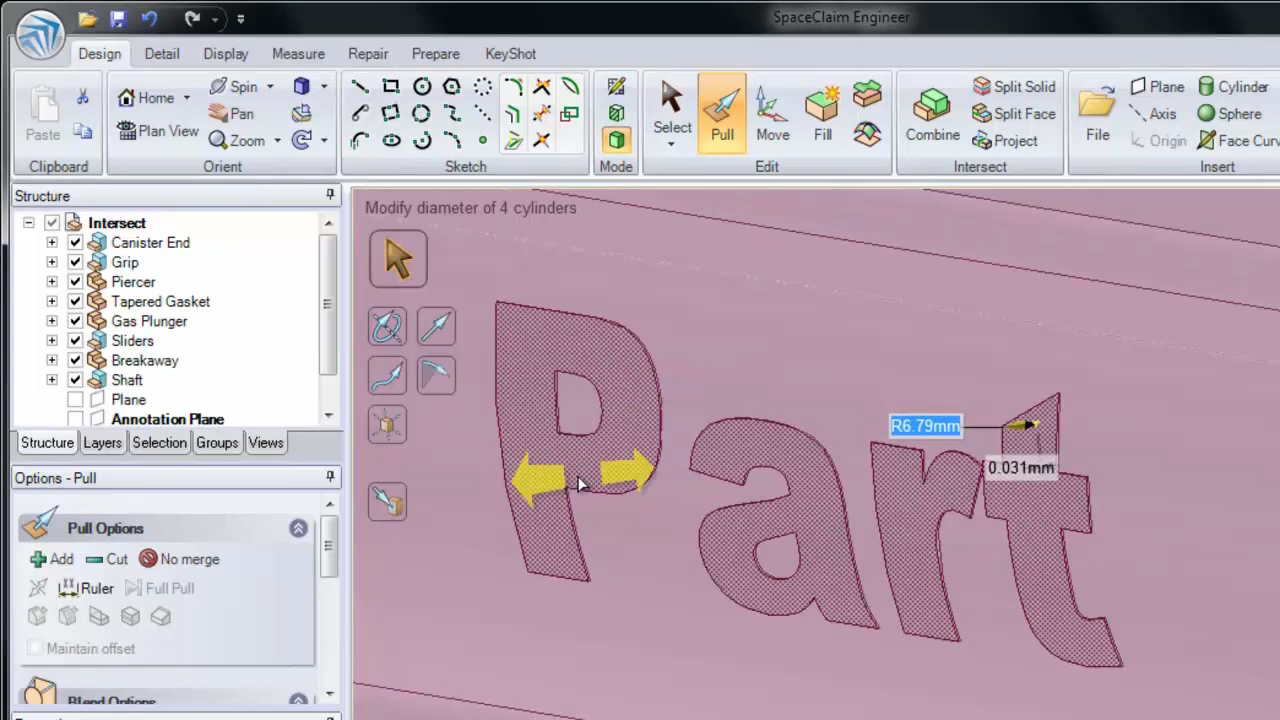 SpaceClaim Engineer
Design Detail Display Measure Repair Prepare KeyShot
Paste
Clipboard
Home Spin
Plan View Pan
Zoom
Orient
Sketch
Mode
Select Pull Move Fill
Edit
Combine
Split Solid
Split Face
Project
Intersect
File
Plane Cylinder
Axis Sphere
Origin Face Curv
Insert
Structure
Intersect
Canister End
Grip
Piercer
Tapered Gasket
Gas Plunger
Sliders
Breakaway
Shaft
Plane
Annotation Plane
Structure Layers Selection Groups Views
Options - Pull
Pull Options
Add Cut No merge
Ruler Full Pull
Maintain offset
Blend Options
Modify diameter of 4 cylinders
Part
R6.79mm
0.031mm